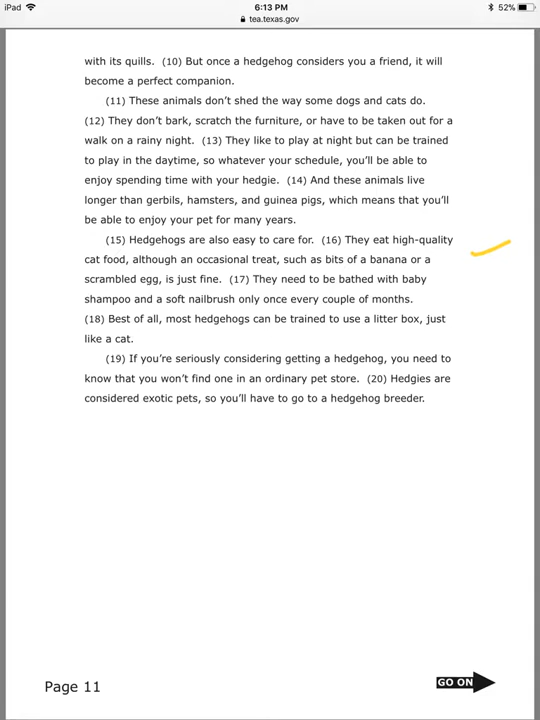 iPad 6:13 PM 52%
tea.texas.gov
with its quills. (10) But once a hedgehog considers you a friend, it will
become a perfect companion.
(11) These animals don’t shed the way some dogs and cats do.
(12) They don’t bark, scratch the furniture, or have to be taken out for a
walk on a rainy night. (13) They like to play at night but can be trained
to play in the daytime, so whatever your schedule, you’ll be able to
enjoy spending time with your hedgie. (14) And these animals live
longer than gerbils, hamsters, and guinea pigs, which means that you’ll
be able to enjoy your pet for many years.
(15) Hedgehogs are also easy to care for. (16) They eat high-quality
cat food, although an occasional treat, such as bits of a banana or a
scrambled egg, is just fine. (17) They need to be bathed with baby
shampoo and a soft nailbrush only once every couple of months.
(18) Best of all, most hedgehogs can be trained to use a litter box, just
like a cat.
(19) If you’re seriously considering getting a hedgehog, you need to
know that you won’t find one in an ordinary pet store. (20) Hedgies are
considered exotic pets, so you’ll have to go to a hedgehog breeder.
Page 11
GO ON